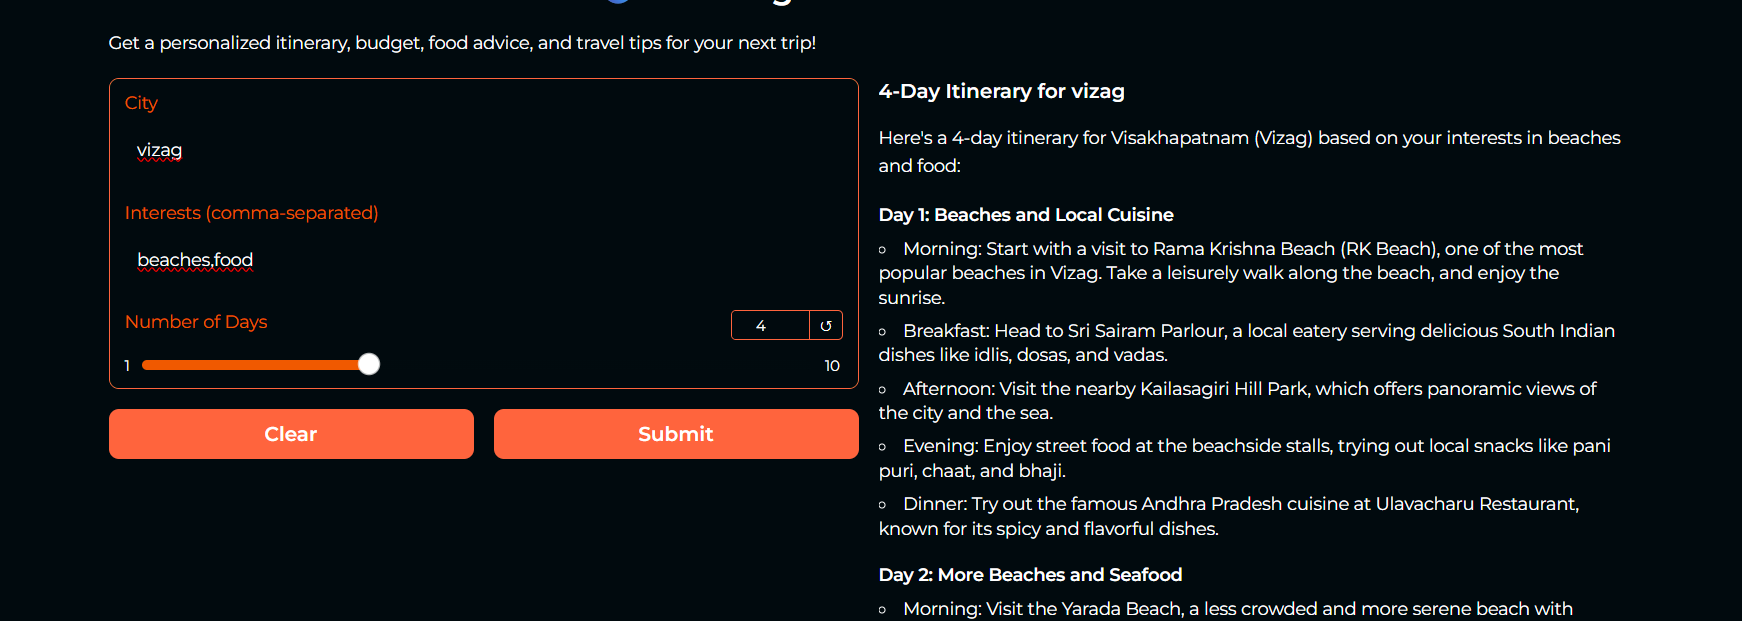 Get a personalized itinerary, budget, food advice, and travel tips for your next trip!
City
vizag
Interests (comma-separated)
beaches,food
Number of Days
4
↺
1
10
Clear
Submit
4-Day Itinerary for vizag
Here's a 4-day itinerary for Visakhapatnam (Vizag) based on your interests in beaches
and food:
Day 1: Beaches and Local Cuisine
Morning: Start with a visit to Rama Krishna Beach (RK Beach), one of the most
popular beaches in Vizag. Take a leisurely walk along the beach, and enjoy the
sunrise.
Breakfast: Head to Sri Sairam Parlour, a local eatery serving delicious South Indian
dishes like idlis, dosas, and vadas.
Afternoon: Visit the nearby Kailasagiri Hill Park, which offers panoramic views of
the city and the sea.
Evening: Enjoy street food at the beachside stalls, trying out local snacks like pani
puri, chaat, and bhaji.
Dinner: Try out the famous Andhra Pradesh cuisine at Ulavacharu Restaurant,
known for its spicy and flavorful dishes.
Day 2: More Beaches and Seafood
Morning: Visit the Yarada Beach, a less crowded and more serene beach with